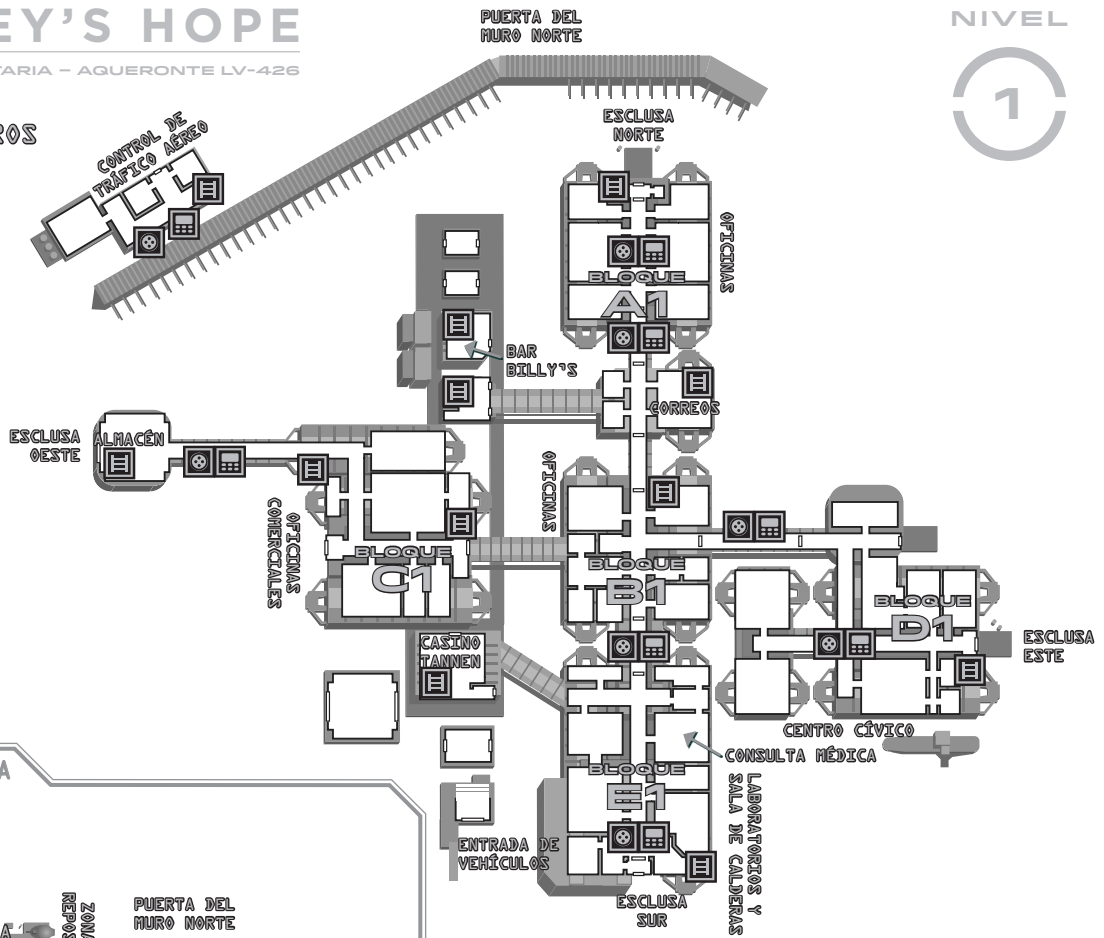 EY'S HOPE
TARIA – AQUERONTE LV-426
ROS
NIVEL
1
PUERTA DEL
MURO NORTE
CONTROL DE
TRÁFICO AÉREO
ESCLUSA
NORTE
OFICINAS
BLOQUE
A1
BAR
BILLY'S
CORREOS
ESCLUSA
OESTE
ALMACÉN
OFICINAS
COMERCIALES
OFICINAS
BLOQUE
C1
BLOQUE
B1
BLOQUE
D1
ESCLUSA
ESTE
CASINO
TANNEN
CENTRO CÍVICO
CONSULTA MÉDICA
BLOQUE
E1
LABORATORIOS Y
SALA DE CALDERAS
ENTRADA DE
VEHÍCULOS
ESCLUSA
SUR
A
ZONA
REPOS
PUERTA DEL
MURO NORTE
A